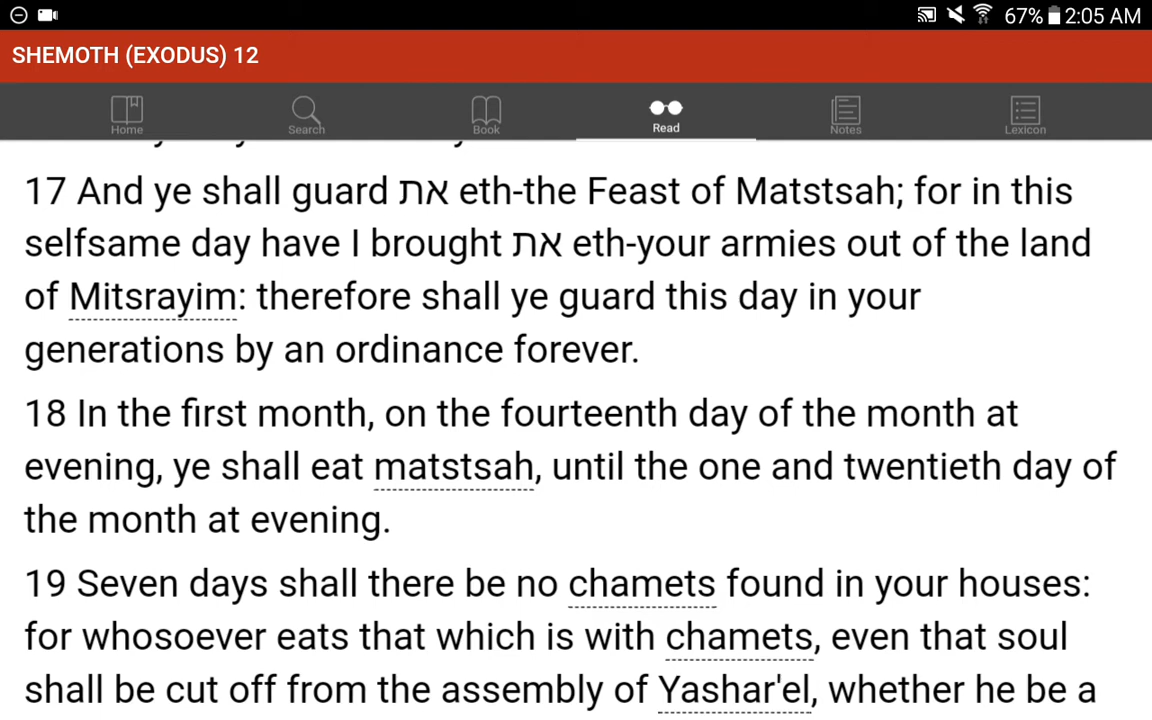 67% 2:05 AM
SHEMOTH (EXODUS) 12
Home Search Book Read Notes Lexicon
17 And ye shall guard את eth-the Feast of Matstsah; for in this
selfsame day have I brought את eth-your armies out of the land
of Mitsrayim: therefore shall ye guard this day in your
generations by an ordinance forever.
18 In the first month, on the fourteenth day of the month at
evening, ye shall eat matstsah, until the one and twentieth day of
the month at evening.
19 Seven days shall there be no chamets found in your houses:
for whosoever eats that which is with chamets, even that soul
shall be cut off from the assembly of Yashar'el, whether he be a